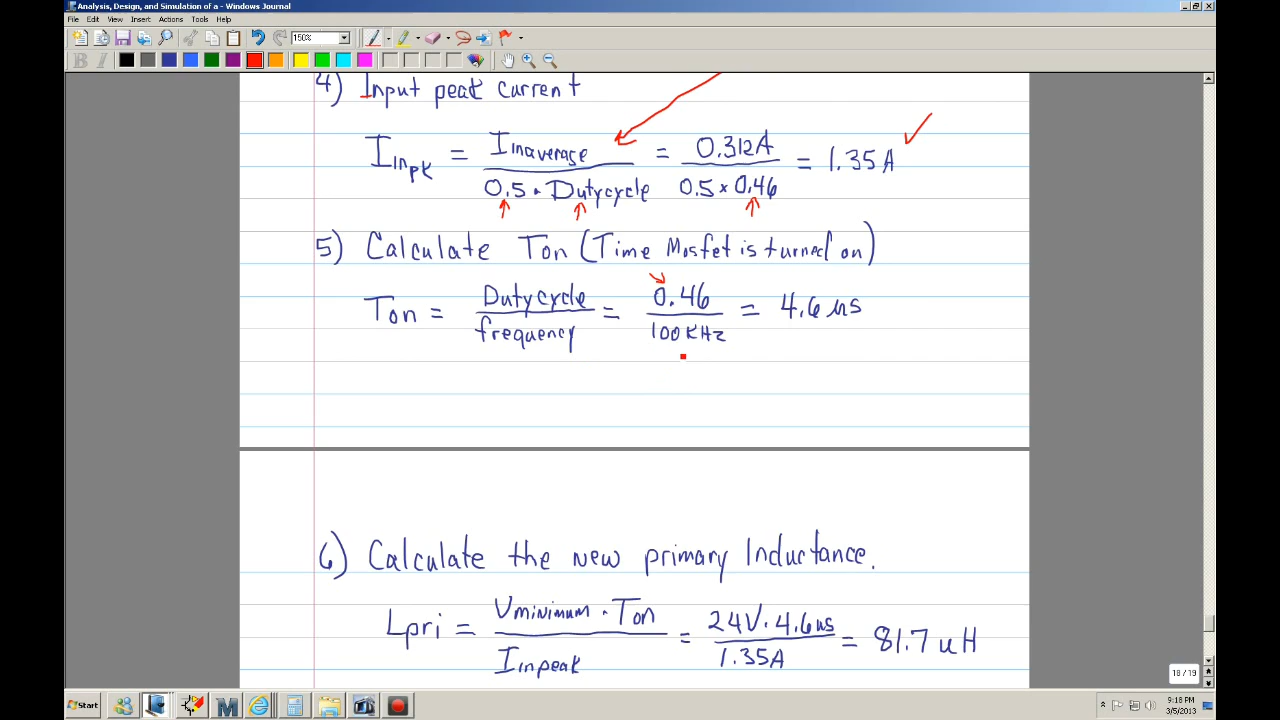 Analysis, Design, and Simulation of a - Windows Journal
File Edit View Insert Actions Tools Help
150%
B I
4) Input peak current
Iinpk = Iinaverage / 0.5 • Dutycycle = 0.312A / 0.5 x 0.46 = 1.35 A ✓
5) Calculate Ton (Time Mosfet is turned on)
Ton = Dutycycle / frequency = 0.46 / 100 KHz = 4.6 us
6) Calculate the new primary Inductance.
Lpri = Vminimum • Ton / Iinpeak = 24V • 4.6us / 1.35A = 81.7 uH
18 / 19
Start
9:18 PM
3/5/2013